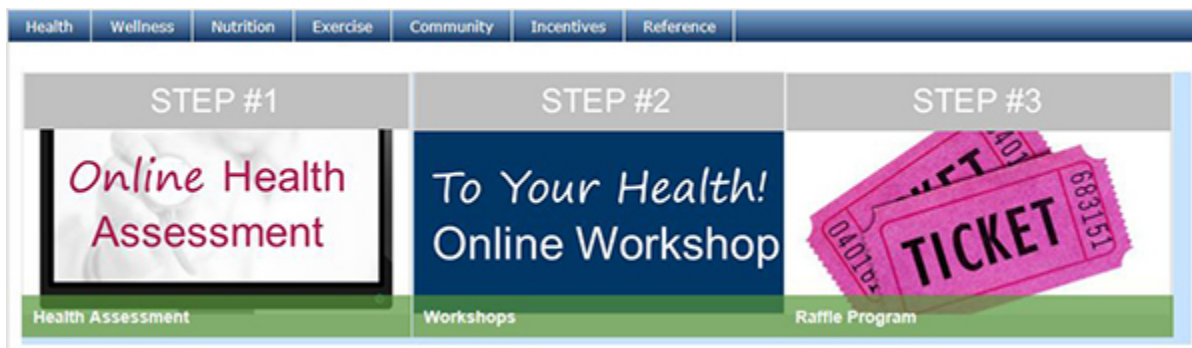 Health Wellness Nutrition Exercise Community Incentives Reference
STEP #1
Online Health
Assessment
Health Assessment
STEP #2
To Your Health!
Online Workshop
Workshops
STEP #3
TICKET
683151
Raffle Program